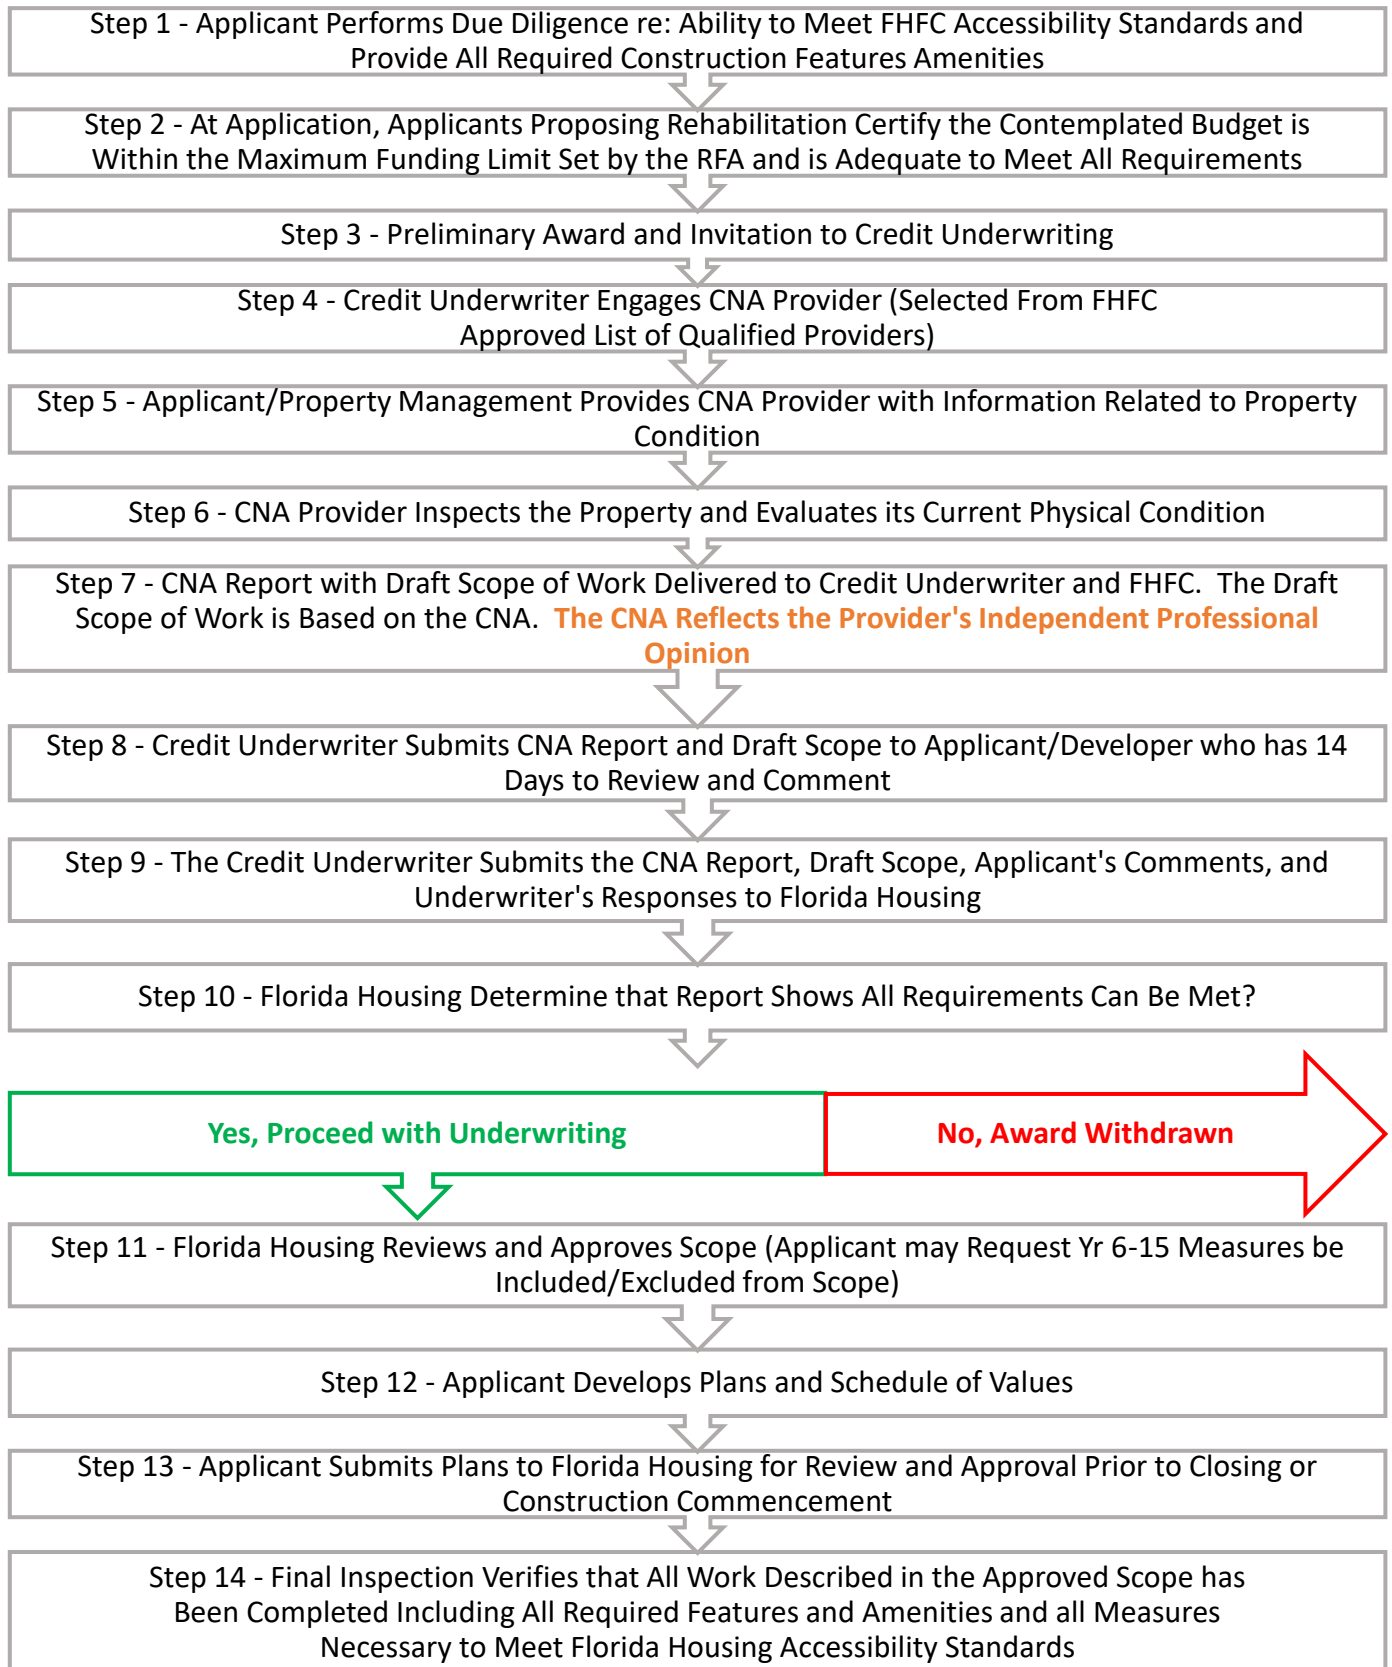 Step 1 - Applicant Performs Due Diligence re: Ability to Meet FHFC Accessibility Standards and
Provide All Required Construction Features Amenities
Step 2 - At Application, Applicants Proposing Rehabilitation Certify the Contemplated Budget is
Within the Maximum Funding Limit Set by the RFA and is Adequate to Meet All Requirements
Step 3 - Preliminary Award and Invitation to Credit Underwriting
Step 4 - Credit Underwriter Engages CNA Provider (Selected From FHFC
Approved List of Qualified Providers)
Step 5 - Applicant/Property Management Provides CNA Provider with Information Related to Property
Condition
Step 6 - CNA Provider Inspects the Property and Evaluates its Current Physical Condition
Step 7 - CNA Report with Draft Scope of Work Delivered to Credit Underwriter and FHFC.  The Draft
Scope of Work is Based on the CNA.  The CNA Reflects the Provider's Independent Professional
Opinion
Step 8 - Credit Underwriter Submits CNA Report and Draft Scope to Applicant/Developer who has 14
Days to Review and Comment
Step 9 - The Credit Underwriter Submits the CNA Report, Draft Scope, Applicant's Comments, and
Underwriter's Responses to Florida Housing
Step 10 - Florida Housing Determine that Report Shows All Requirements Can Be Met?
Yes, Proceed with Underwriting
No, Award Withdrawn
Step 11 - Florida Housing Reviews and Approves Scope (Applicant may Request Yr 6-15 Measures be
Included/Excluded from Scope)
Step 12 - Applicant Develops Plans and Schedule of Values
Step 13 - Applicant Submits Plans to Florida Housing for Review and Approval Prior to Closing or
Construction Commencement
Step 14 - Final Inspection Verifies that All Work Described in the Approved Scope has
Been Completed Including All Required Features and Amenities and all Measures
Necessary to Meet Florida Housing Accessibility Standards